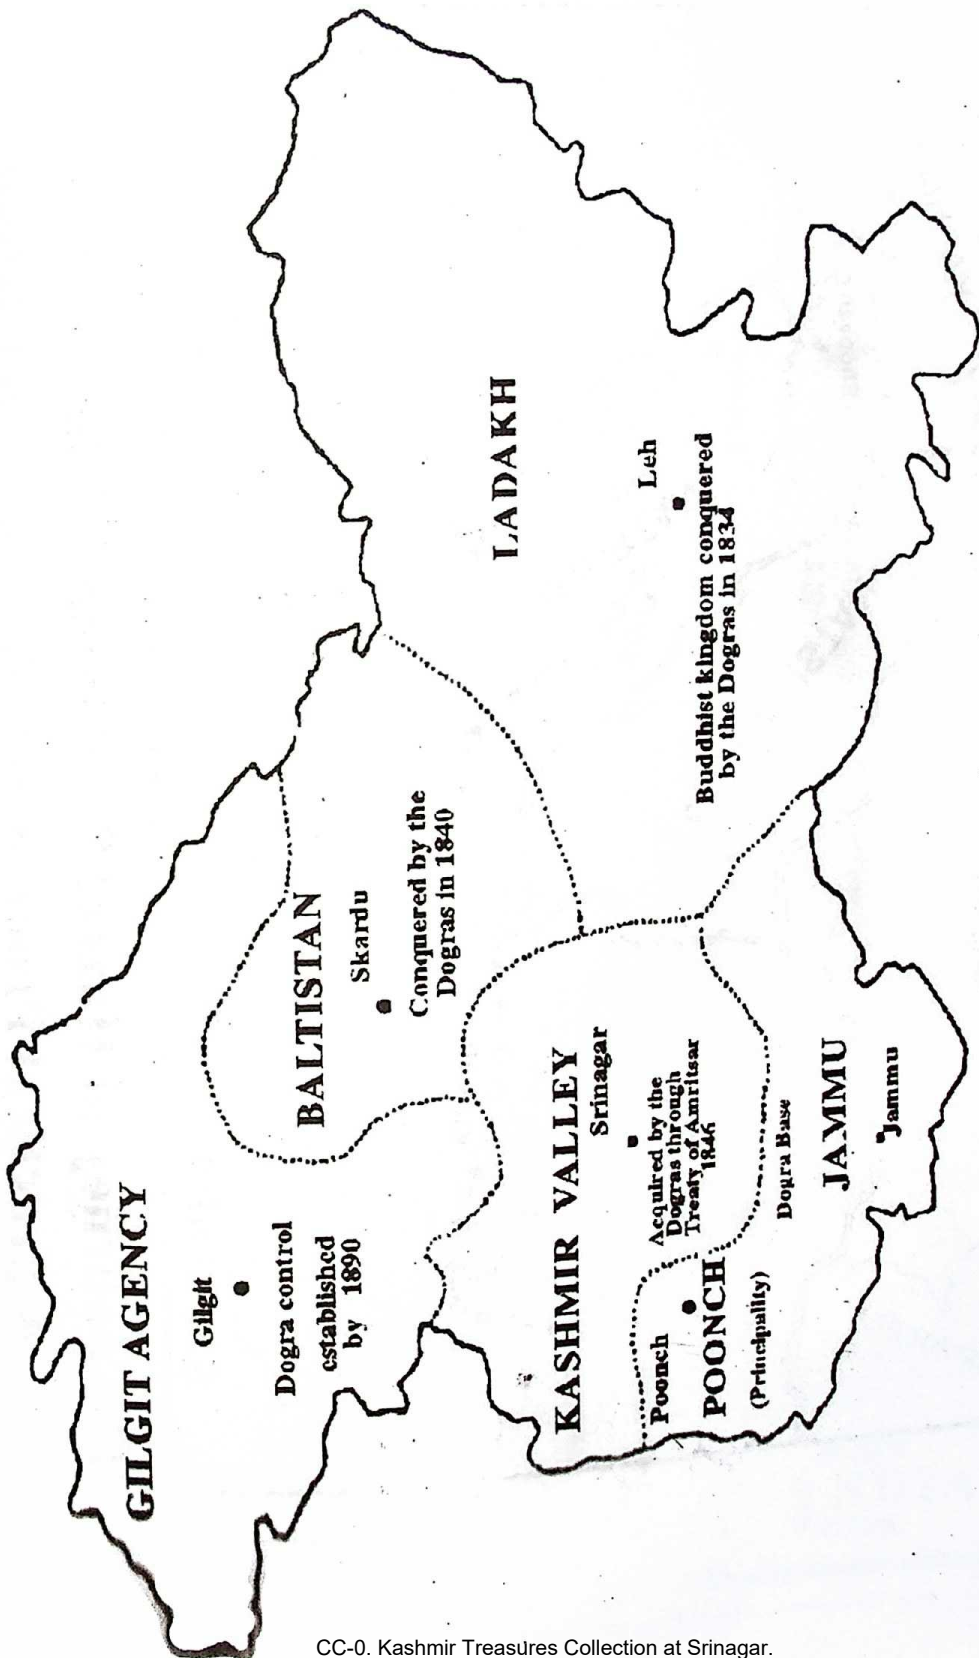 GILGIT AGENCY
Gilgit
Dogra control
established
by 1890
BALTISTAN
Skardu
Conquered by the
Dogras in 1840
LADAKH
Leh
Buddhist kingdom conquered
by the Dogras in 1834
KASHMIR VALLEY
Srinagar
Acquired by the
Dogras through
Treaty of Amritsar
1846
Poonch
POONCH
(Principality)
Dogra Base
JAMMU
Jammu
CC-0. Kashmir Treasures Collection at Srinagar.